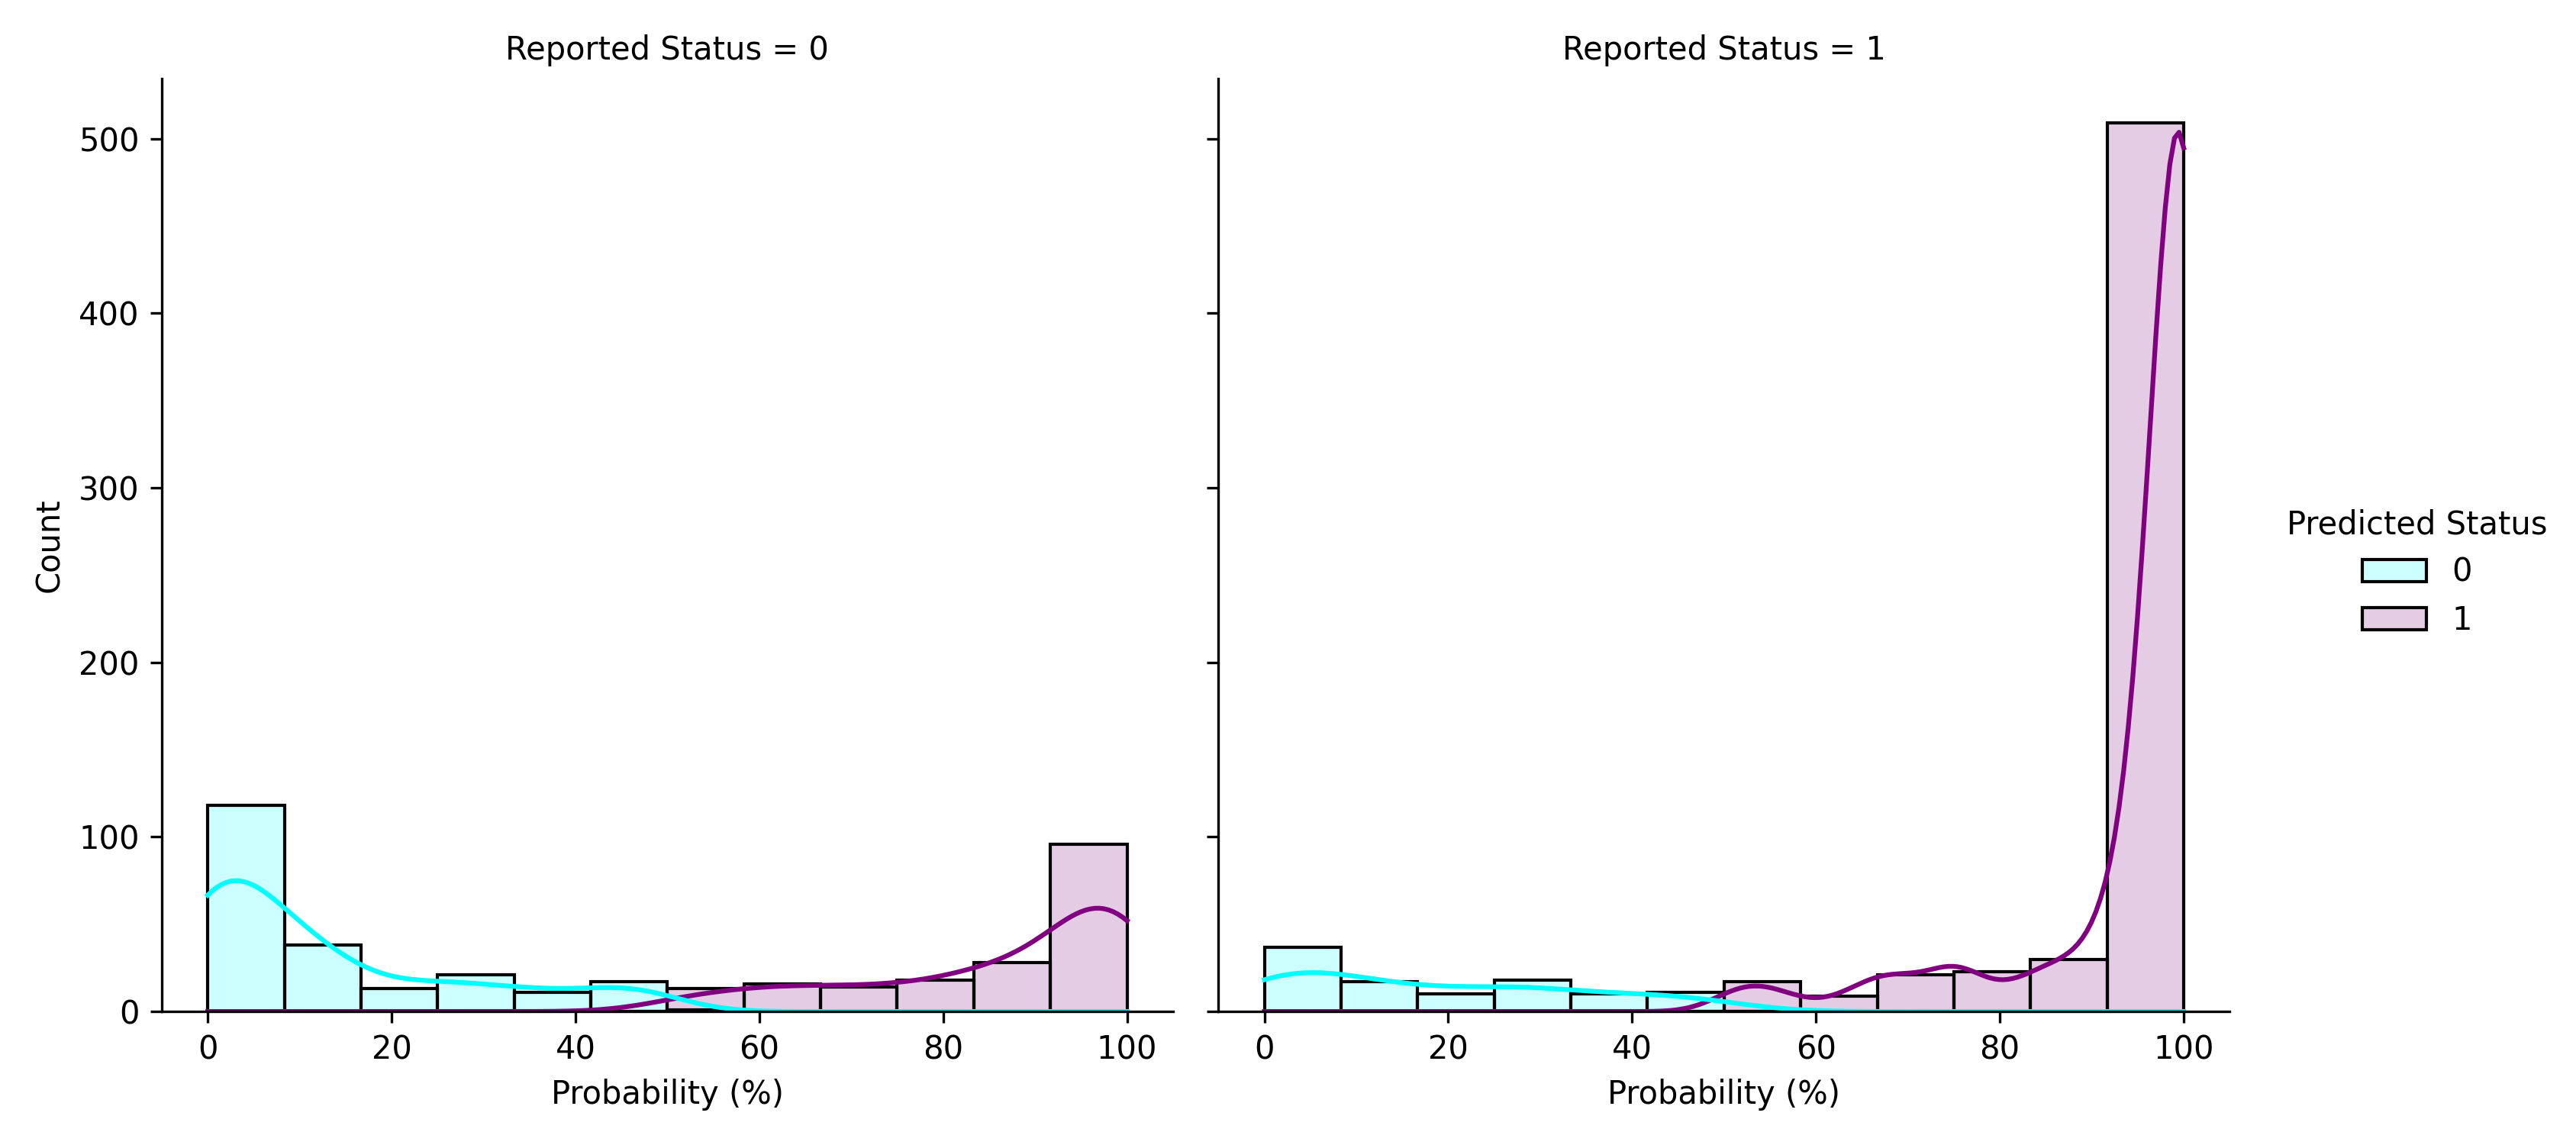 Reported Status = 0
Reported Status = 1
500
400
300
200
100
0
Count
0 20 40 60 80 100
0 20 40 60 80 100
Probability (%)
Probability (%)
Predicted Status
0
1